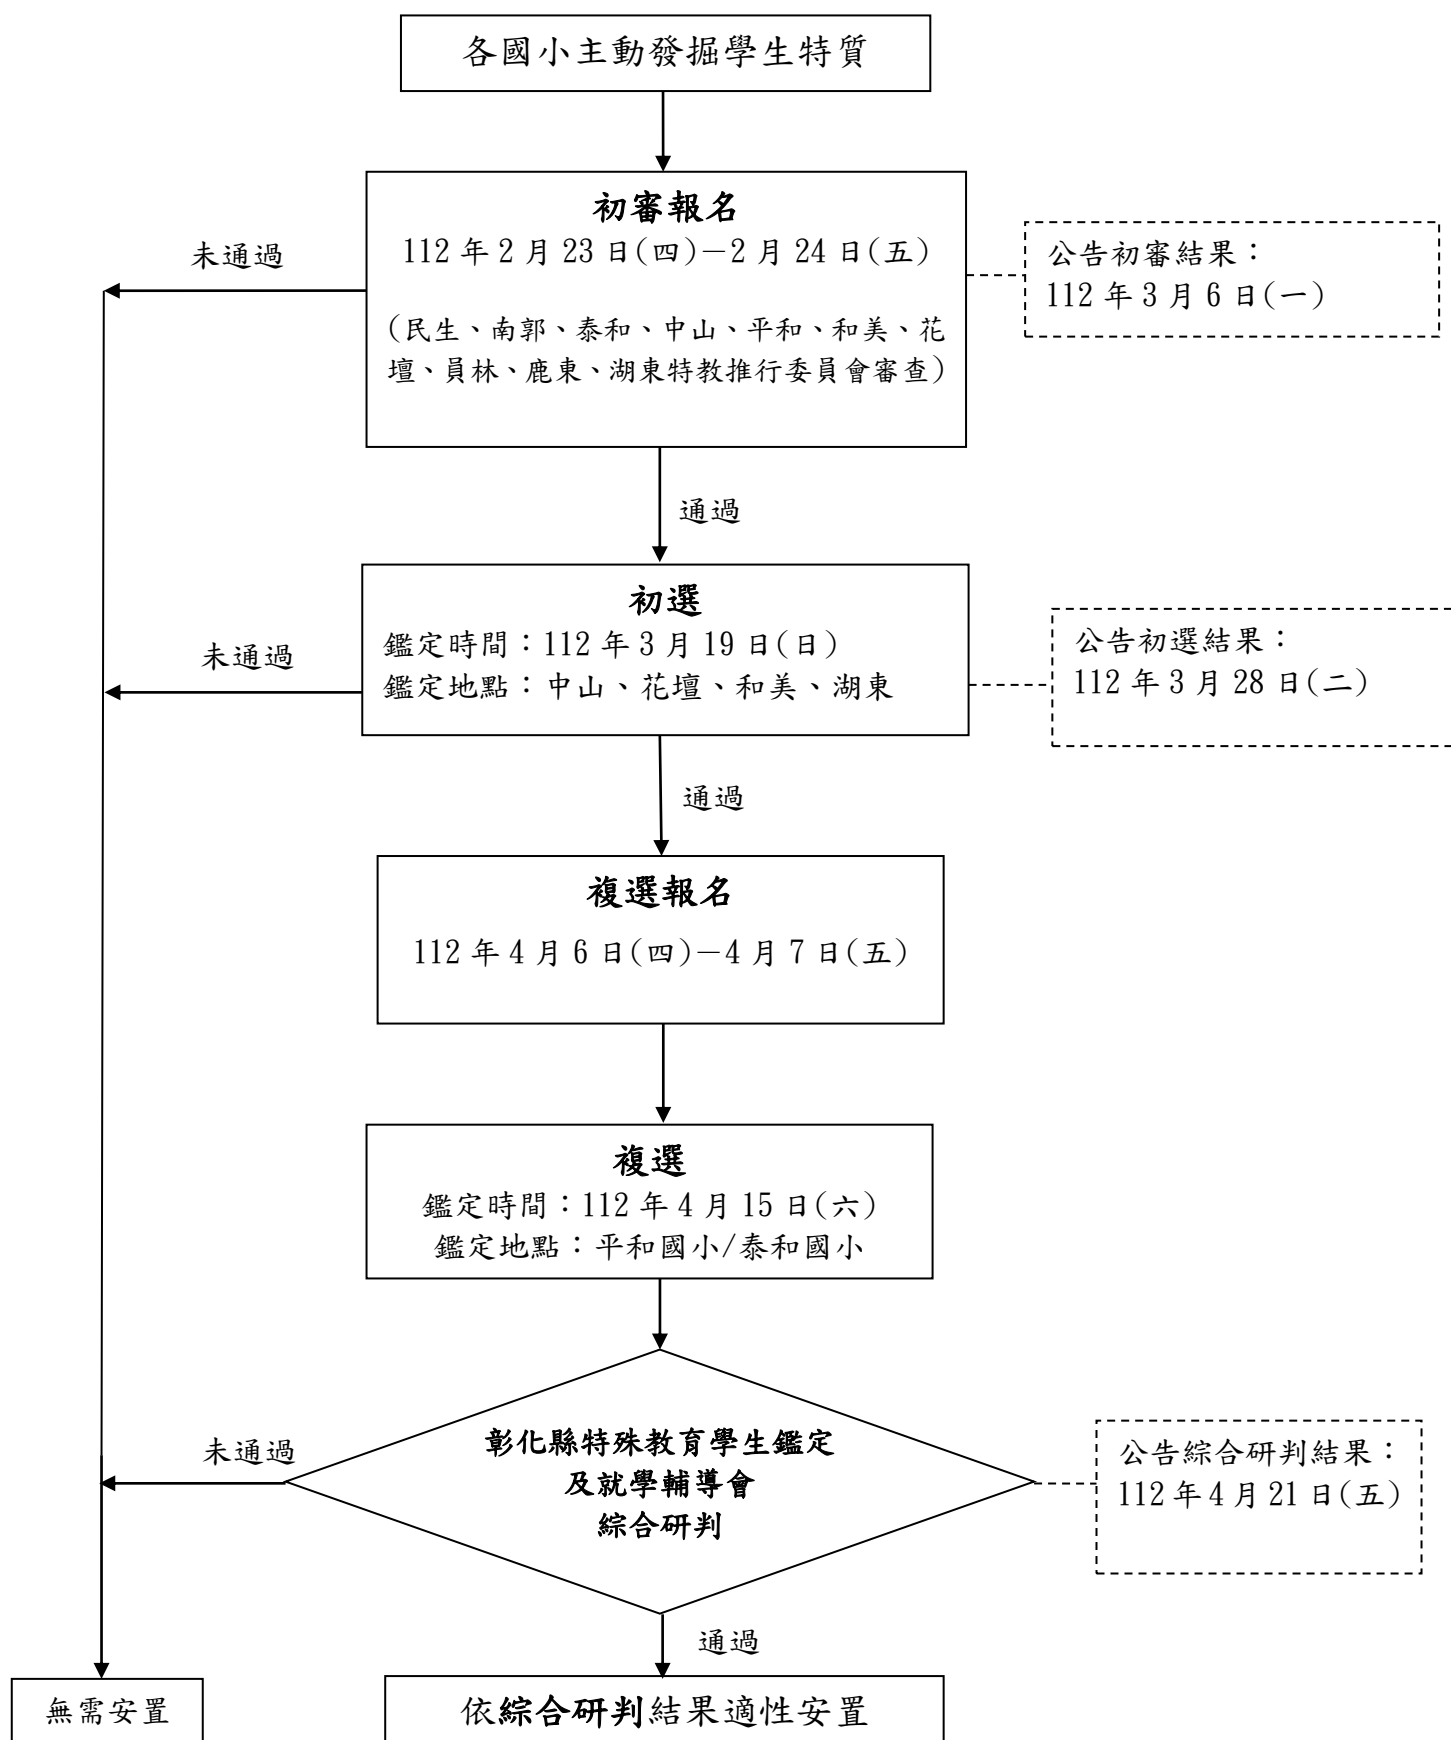 各國小主動發掘學生特質
初審報名
112 年 2 月 23 日(四)－2 月 24 日(五)
(民生、南郭、泰和、中山、平和、和美、花
壇、員林、鹿東、湖東特教推行委員會審查)
未通過
公告初審結果：
112 年 3 月 6 日(一)
通過
初選
鑑定時間：112 年 3 月 19 日(日)
鑑定地點：中山、花壇、和美、湖東
未通過
公告初選結果：
112 年 3 月 28 日(二)
通過
複選報名
112 年 4 月 6 日(四)－4 月 7 日(五)
複選
鑑定時間：112 年 4 月 15 日(六)
鑑定地點：平和國小/泰和國小
彰化縣特殊教育學生鑑定
及就學輔導會
綜合研判
未通過
公告綜合研判結果：
112 年 4 月 21 日(五)
通過
無需安置
依綜合研判結果適性安置